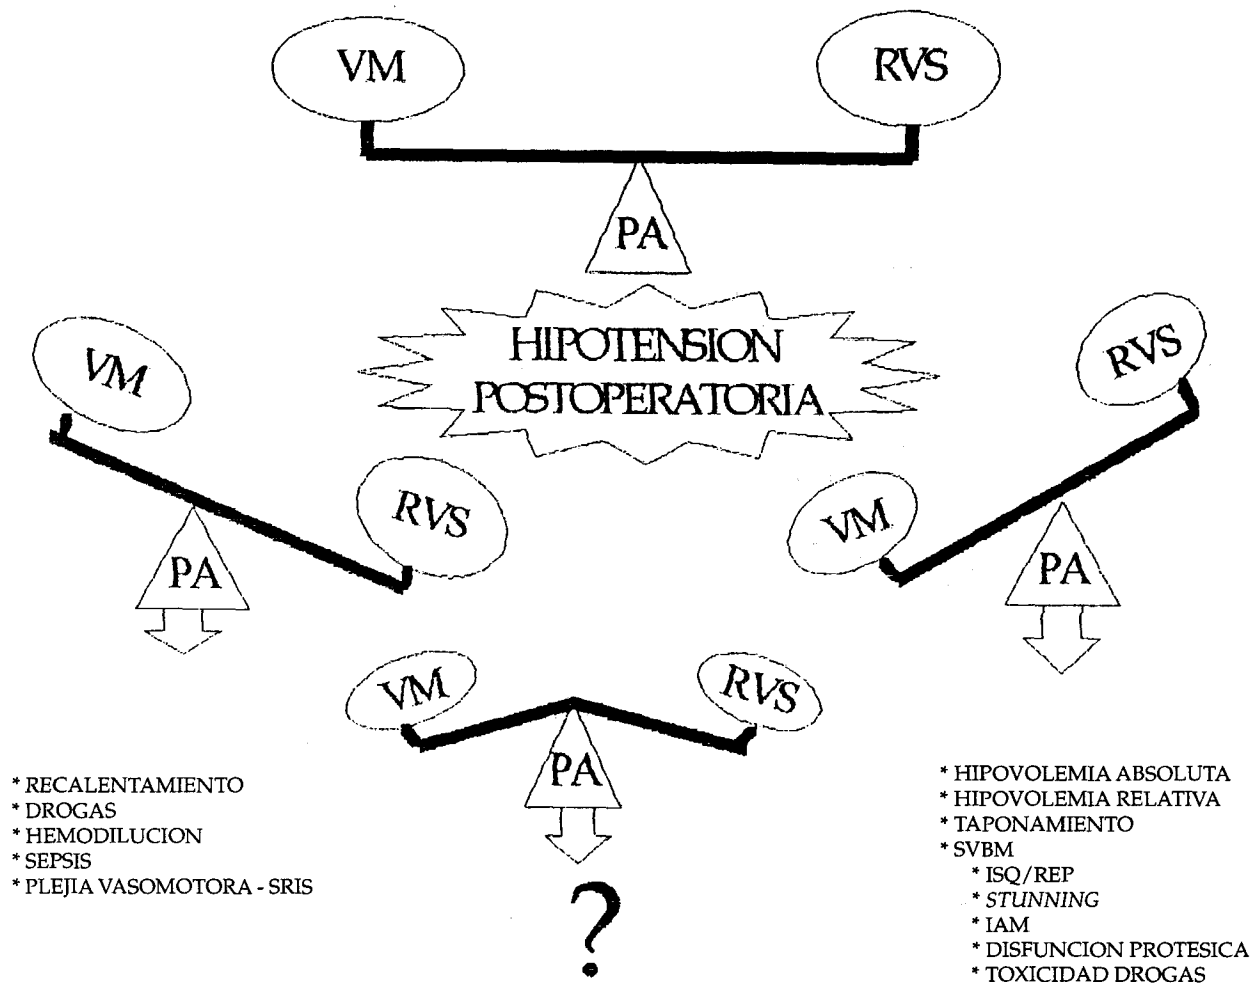 VM
RVS
PA
HIPOTENSION
POSTOPERATORIA
VM
RVS
PA
RVS
VM
PA
VM
RVS
PA
?
* RECALENTAMIENTO
* DROGAS
* HEMODILUCION
* SEPSIS
* PLEJIA VASOMOTORA - SRIS
* HIPOVOLEMIA ABSOLUTA
* HIPOVOLEMIA RELATIVA
* TAPONAMIENTO
* SVBM
* ISQ/REP
* STUNNING
* IAM
* DISFUNCION PROTESICA
* TOXICIDAD DROGAS